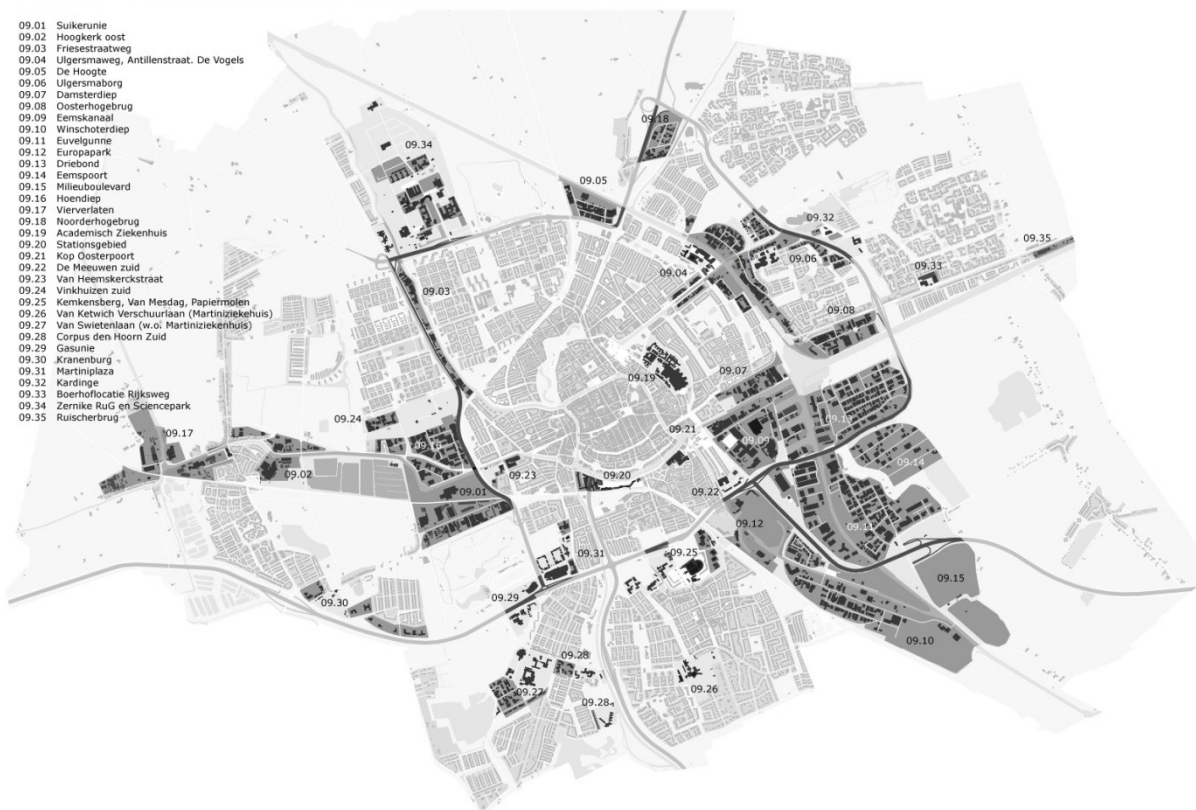 09.01 Suikerunie
09.02 Hoogkerk oost
09.03 Friesestraatweg
09.04 Ulgersmaweg, Antillenstraat. De Vogels
09.05 De Hoogte
09.06 Ulgersmaborg
09.07 Damsterdiep
09.08 Oosterhogebrug
09.09 Eemskanaal
09.10 Winschoterdiep
09.11 Euvelgunne
09.12 Europapark
09.13 Driebond
09.14 Eemspoort
09.15 Milieuboulevard
09.16 Hoendiep
09.17 Vierverlaten
09.18 Noorderhogebrug
09.19 Academisch Ziekenhuis
09.20 Stationsgebied
09.21 Kop Oosterpoort
09.22 De Meeuwen zuid
09.23 Van Heemskerckstraat
09.24 Vinkhuizen zuid
09.25 Kemkensberg, Van Mesdag, Papiermolen
09.26 Van Ketwich Verschuurlaan (Martiniziekehuis)
09.27 Van Swietenlaan (w.o. Martiniziekenhuis)
09.28 Corpus den Hoorn Zuid
09.29 Gasunie
09.30 Kranenburg
09.31 Martiniplaza
09.32 Kardinge
09.33 Boerhoflocatie Rijksweg
09.34 Zernike RuG en Sciencepark
09.35 Ruischerbrug
09.18
09.34
09.05
09.32
09.35
09.06
09.04
09.33
09.03
09.08
09.07
09.19
09.24
09.21
09.17
09.09
09.14
09.02
09.23
09.20
09.01
09.22
09.12
09.11
09.31
09.25
09.15
09.29
09.30
09.10
09.28
09.27
09.26
09.28